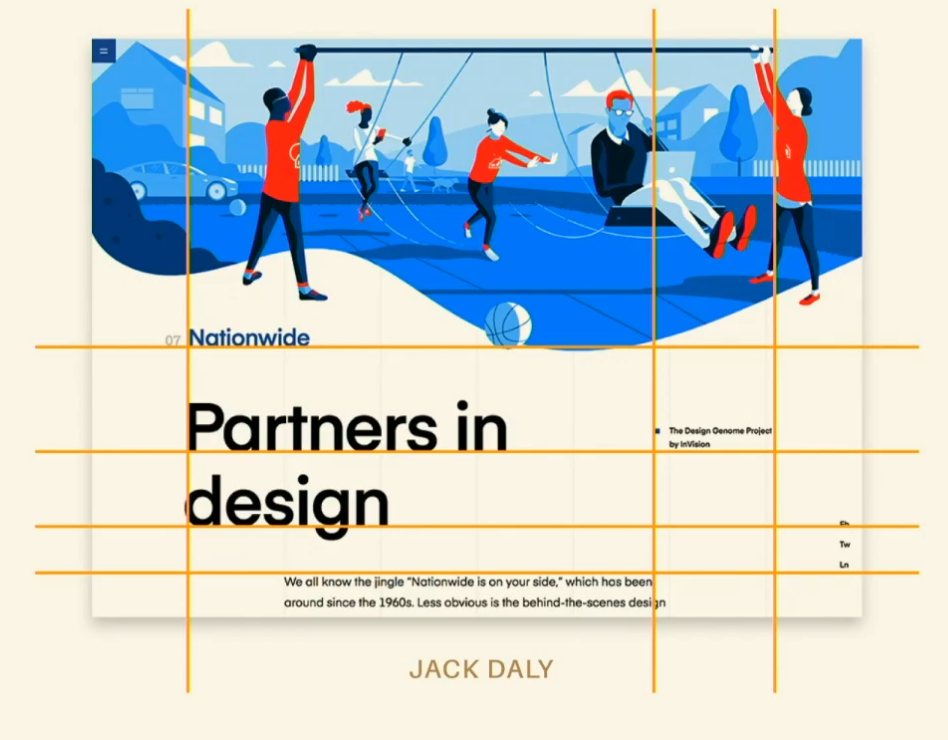 07 Nationwide
Partners in
design
The Design Genome Project
by InVision
Tw
Ln
We all know the jingle “Nationwide is on your side,” which has been
around since the 1960s. Less obvious is the behind-the-scenes design
JACK DALY